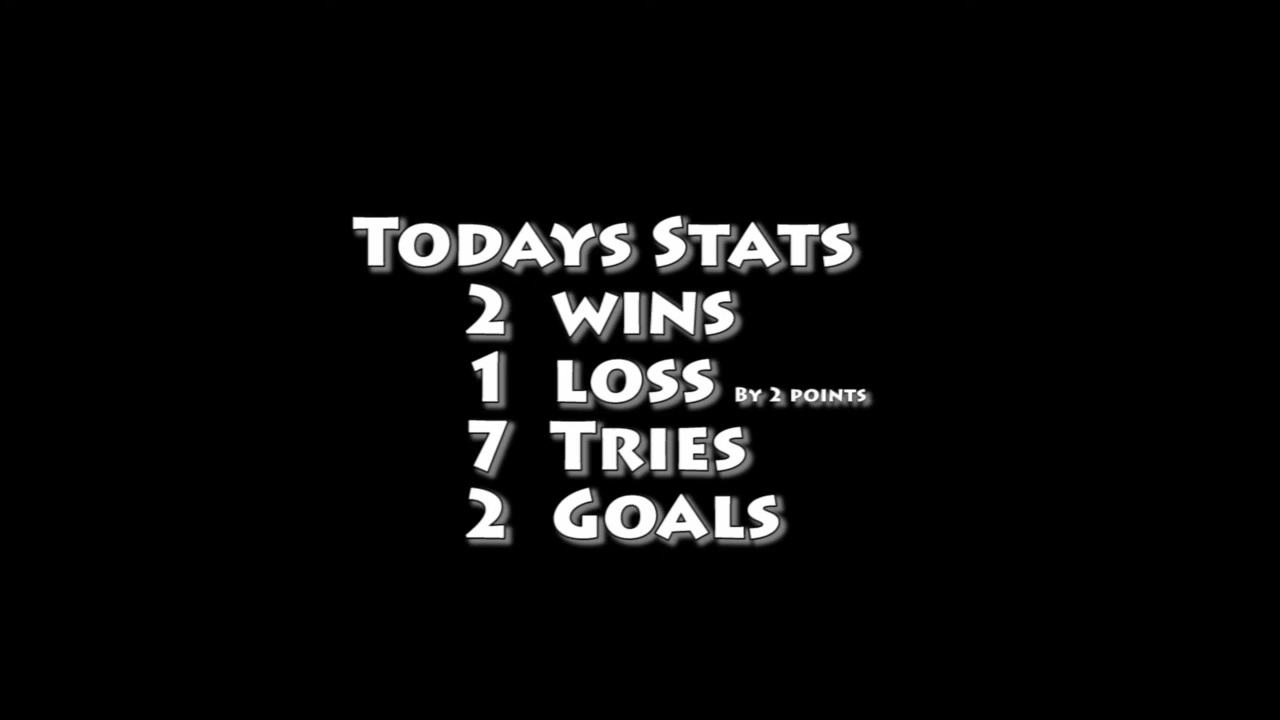 Todays Stats
2 wins
1 loss By 2 points
7 Tries
2 Goals